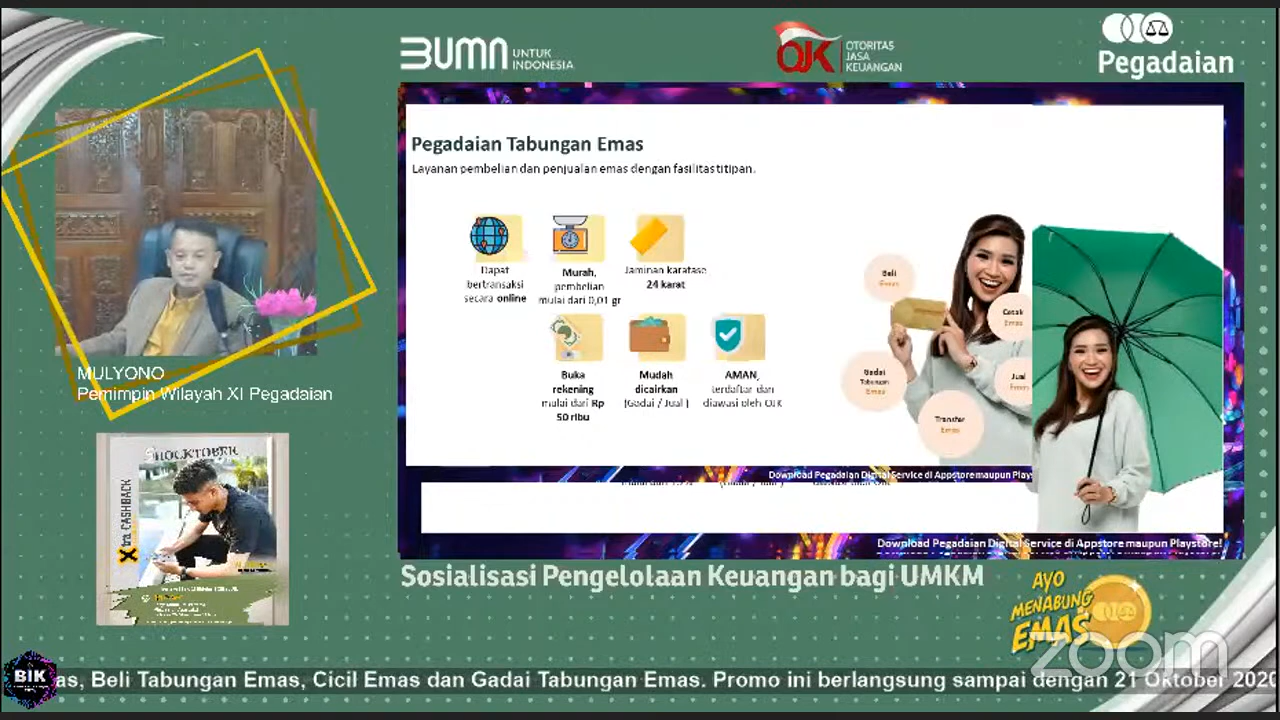 BUMN
UNTUK
INDONESIA
OJK
OTORITAS
JASA
KEUANGAN
Pegadaian
Pegadaian Tabungan Emas
Layanan pembelian dan penjualan emas dengan fasilitas titipan.
Dapat
bertransaksi
secara online
Murah,
pembelian
mulai dari 0,01 gr
Jaminan karatase
24 karat
Buka
rekening
mulai dari Rp
50 ribu
Mudah
dicairkan
(Gadai / Jual )
AMAN,
terdaftar dan
diawasi oleh OJK
Beli
Emas
Cetak
Emas
Gadai
Tabungan
Emas
Jual
Emas
Transfer
Emas
Download Pegadaian Digital Service di Appstore maupun Plays
Download Pegadaian Digital Service di Appstore maupun Playstore!
MULYONO
Pemimpin Wilayah XI Pegadaian
SHOCKTOBER
Xtra CASHBACK
Sosialisasi Pengelolaan Keuangan bagi UMKM
AYO
MENABUNG
EMAS
zoom
BIK
as, Beli Tabungan Emas, Cicil Emas dan Gadai Tabungan Emas. Promo ini berlangsung sampai dengan 21 Oktober 2020